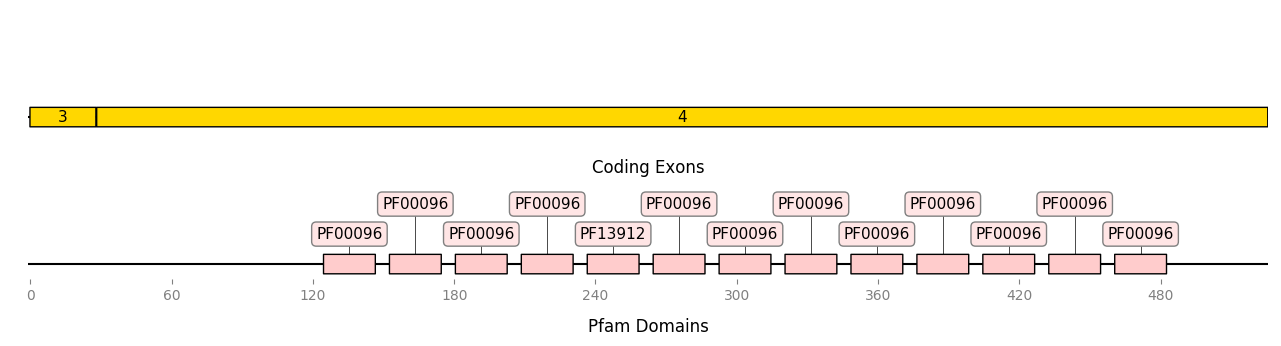 3 4
Coding Exons
PF00096 PF00096 PF00096 PF00096 PF00096 PF00096
PF00096 PF00096 PF13912 PF00096 PF00096 PF00096 PF00096
0 60 120 180 240 300 360 420 480
Pfam Domains